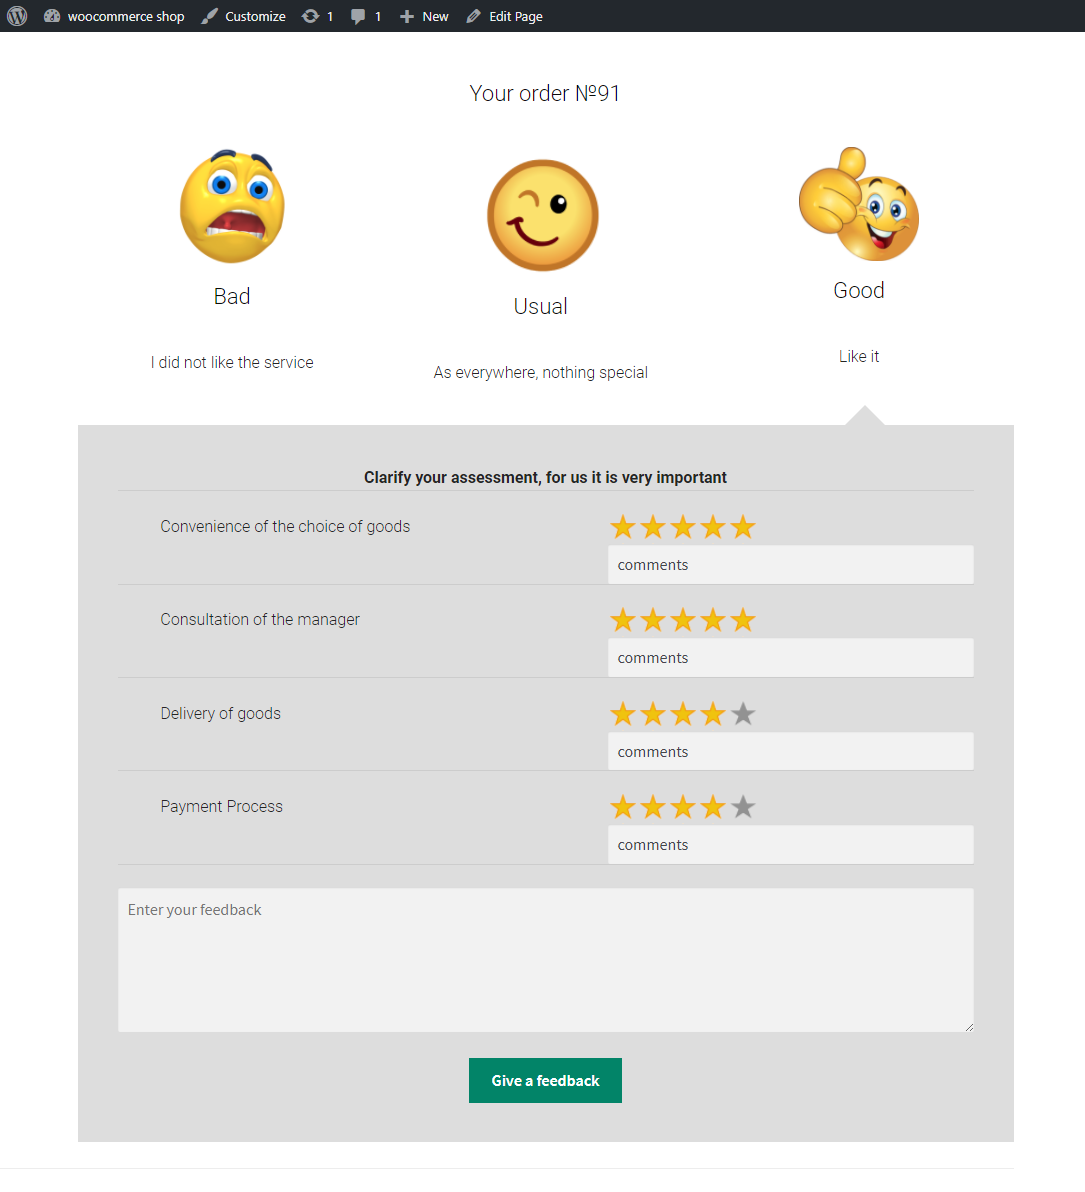 woocommerce shop Customize 1 1 New Edit Page
Your order №91
Bad
Usual
Good
I did not like the service
As everywhere, nothing special
Like it
Clarify your assessment, for us it is very important
Convenience of the choice of goods
comments
Consultation of the manager
comments
Delivery of goods
comments
Payment Process
comments
Enter your feedback
Give a feedback